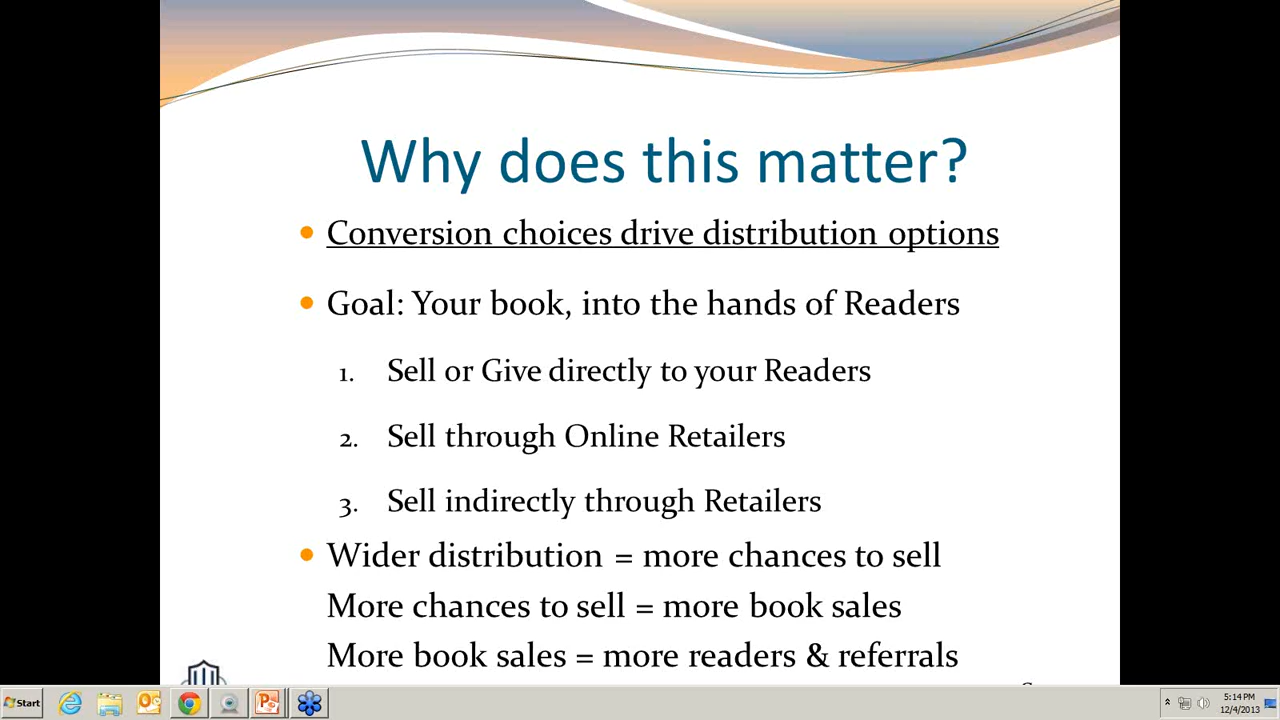 Why does this matter?
• Conversion choices drive distribution options
• Goal: Your book, into the hands of Readers
1. Sell or Give directly to your Readers
2. Sell through Online Retailers
3. Sell indirectly through Retailers
• Wider distribution = more chances to sell
More chances to sell = more book sales
More book sales = more readers & referrals
Start
5:14 PM
12/4/2013